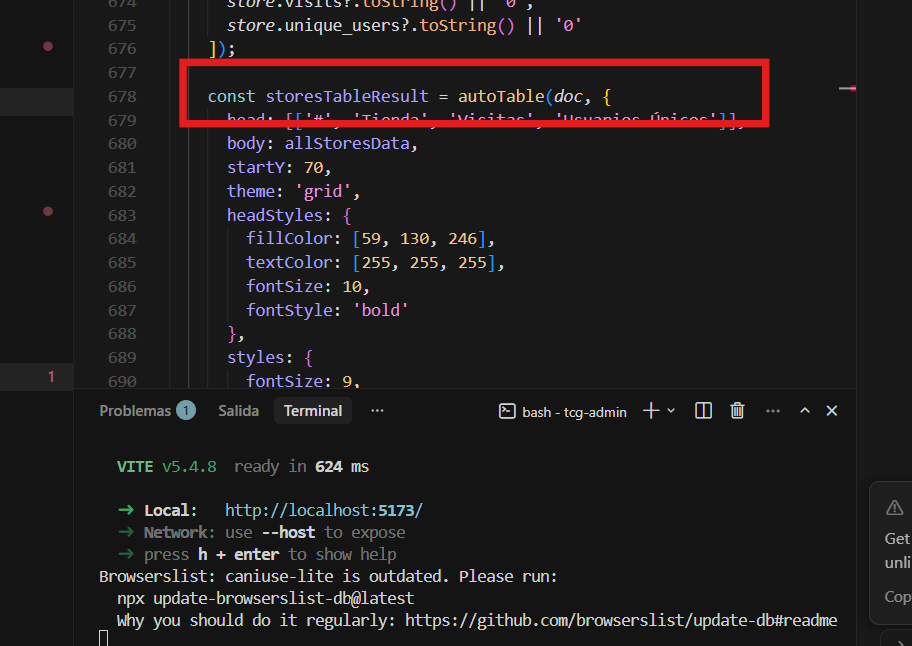 674 store.visits?.toString() || '0',
675 store.unique_users?.toString() || '0'
676 ]);
677
678 const storesTableResult = autoTable(doc, {
679 head: [['#', 'Tienda', 'Visitas', 'Usuarios Únicos']],
680 body: allStoresData,
681 startY: 70,
682 theme: 'grid',
683 headStyles: {
684 fillColor: [59, 130, 246],
685 textColor: [255, 255, 255],
686 fontSize: 10,
687 fontStyle: 'bold'
688 },
689 styles: {
690 fontSize: 9,
1
Problemas 1 Salida Terminal ··· bash - tcg-admin
VITE v5.4.8 ready in 624 ms
➜ Local: http://localhost:5173/
➜ Network: use --host to expose
➜ press h + enter to show help
Browserslist: caniuse-lite is outdated. Please run:
npx update-browserslist-db@latest
Why you should do it regularly: https://github.com/browserslist/update-db#readme
Get
unli
Cop